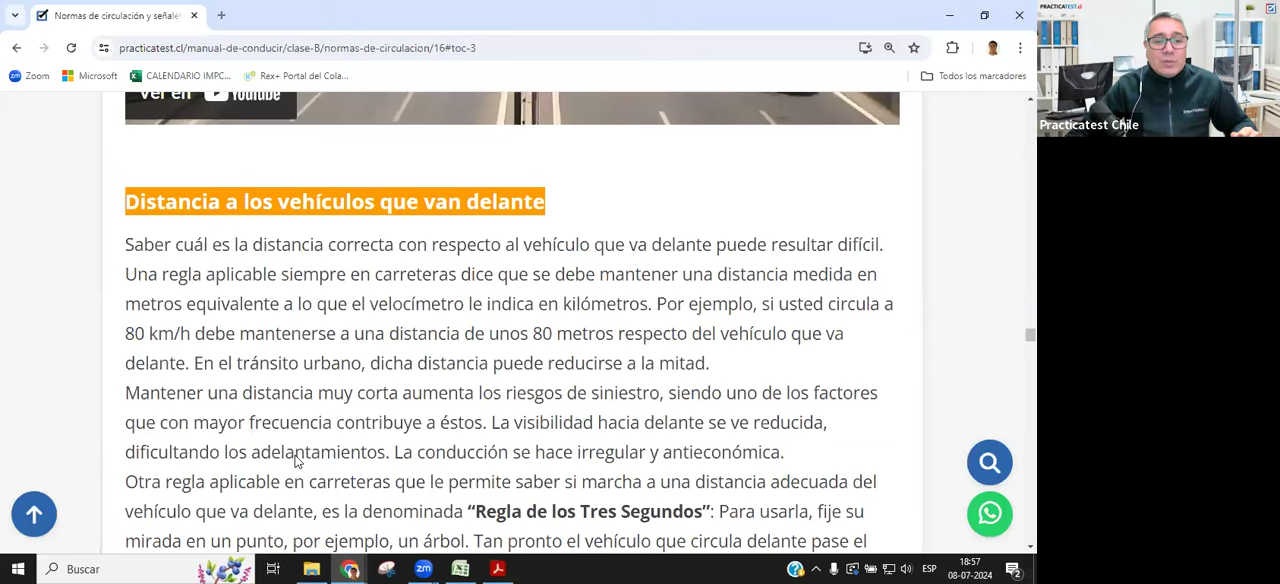 Normas de circulación y señalét
practicatest.cl/manual-de-conducir/clase-B/normas-de-circulacion/16#toc-3
Zoom
Microsoft
CALENDARIO IMPC...
Rex+ Portal del Cola...
Todos los marcadores
PRACTICATEST.cl
Practicatest Chile
Ver en YouTube
Distancia a los vehículos que van delante
Saber cuál es la distancia correcta con respecto al vehículo que va delante puede resultar difícil.
Una regla aplicable siempre en carreteras dice que se debe mantener una distancia medida en
metros equivalente a lo que el velocímetro le indica en kilómetros. Por ejemplo, si usted circula a
80 km/h debe mantenerse a una distancia de unos 80 metros respecto del vehículo que va
delante. En el tránsito urbano, dicha distancia puede reducirse a la mitad.
Mantener una distancia muy corta aumenta los riesgos de siniestro, siendo uno de los factores
que con mayor frecuencia contribuye a éstos. La visibilidad hacia delante se ve reducida,
dificultando los adelantamientos. La conducción se hace irregular y antieconómica.
Otra regla aplicable en carreteras que le permite saber si marcha a una distancia adecuada del
vehículo que va delante, es la denominada “Regla de los Tres Segundos”: Para usarla, fije su
mirada en un punto, por ejemplo, un árbol. Tan pronto el vehículo que circula delante pase el
Buscar
zm
ESP
18:57
08-07-2024
2